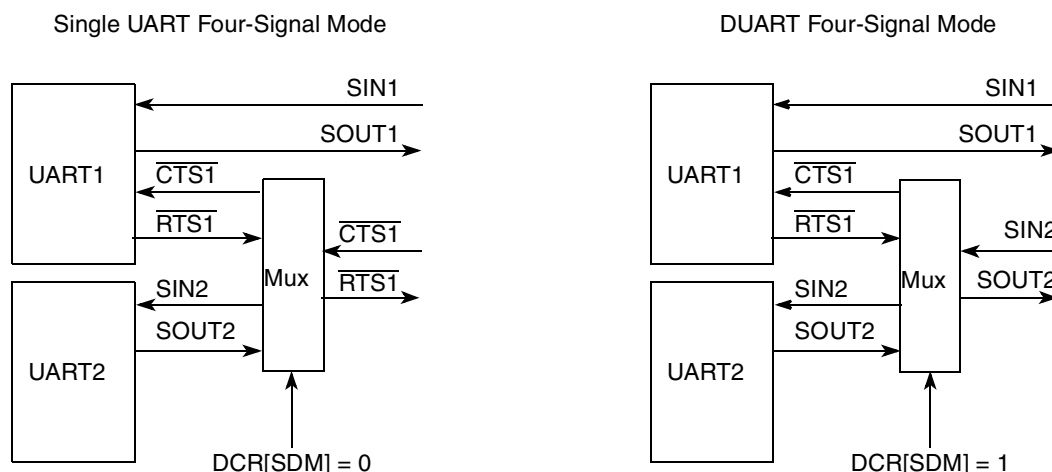 Single UART Four-Signal Mode
SIN1
SOUT1
UART1
CTS1
RTS1
CTS1
Mux
RTS1
SIN2
SOUT2
UART2
DCR[SDM] = 0
DUART Four-Signal Mode
SIN1
SOUT1
UART1
CTS1
RTS1
SIN2
Mux
SOUT2
SIN2
SOUT2
UART2
DCR[SDM] = 1